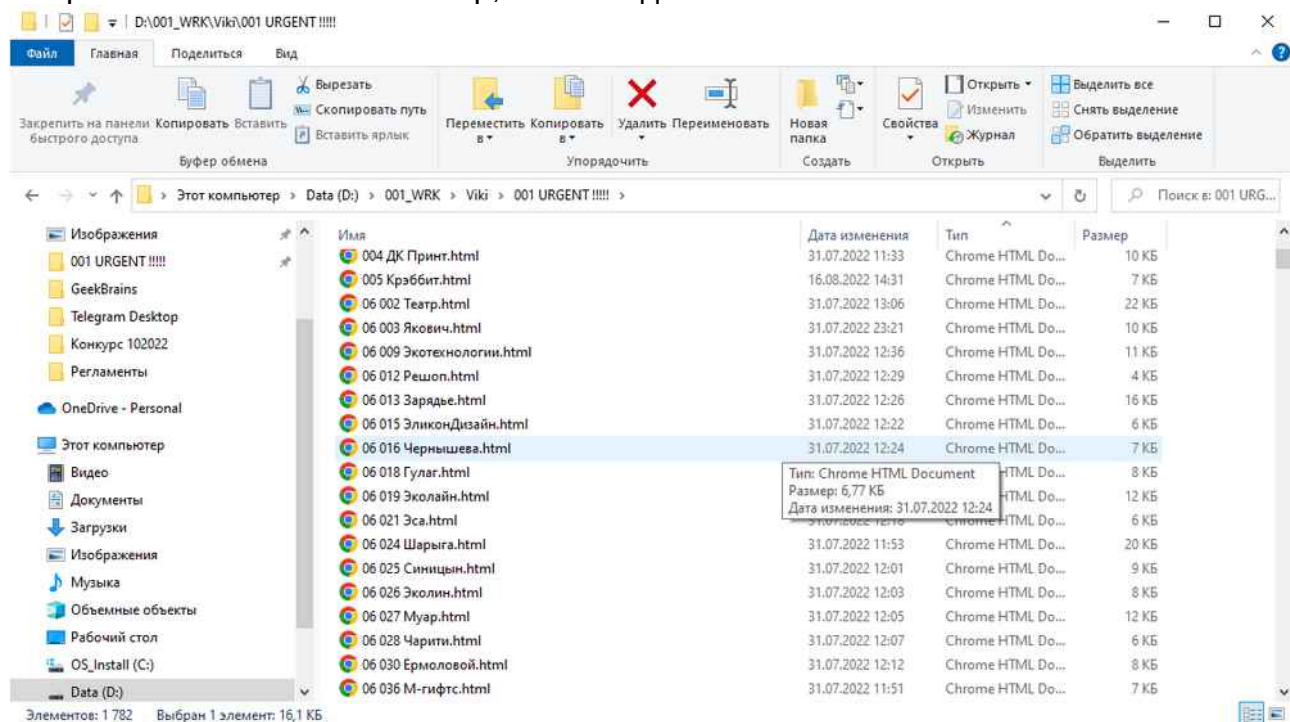 D:\001_WRK\Viki\001 URGENT !!!!!
Файл Главная Поделиться Вид
Закрепить на панели быстрого доступа
Копировать
Вставить
Вырезать
Скопировать путь
Вставить ярлык
Буфер обмена
Переместить в
Копировать в
Удалить
Переименовать
Упорядочить
Новая папка
Создать
Свойства
Открыть
Изменить
Журнал
Открыть
Выделить все
Снять выделение
Обратить выделение
Выделить
Этот компьютер > Data (D:) > 001_WRK > Viki > 001 URGENT !!!!! >
Поиск в: 001 URG...
Изображения
001 URGENT !!!!!
GeekBrains
Telegram Desktop
Конкурс 102022
Регламенты
OneDrive - Personal
Этот компьютер
Видео
Документы
Загрузки
Изображения
Музыка
Объемные объекты
Рабочий стол
OS_Install (C:)
Data (D:)
Имя Дата изменения Тип Размер
004 ДК Принт.html 31.07.2022 11:33 Chrome HTML Do... 10 КБ
005 Крэббит.html 16.08.2022 14:31 Chrome HTML Do... 7 КБ
06 002 Театр.html 31.07.2022 13:06 Chrome HTML Do... 22 КБ
06 003 Якович.html 31.07.2022 23:21 Chrome HTML Do... 10 КБ
06 009 Экотехнологии.html 31.07.2022 12:36 Chrome HTML Do... 11 КБ
06 012 Решоп.html 31.07.2022 12:29 Chrome HTML Do... 4 КБ
06 013 Зарядье.html 31.07.2022 12:26 Chrome HTML Do... 16 КБ
06 015 ЭликонДизайн.html 31.07.2022 12:22 Chrome HTML Do... 6 КБ
06 016 Чернышева.html 31.07.2022 12:24 Chrome HTML Do... 7 КБ
06 018 Гулаг.html HTML Do... 8 КБ
06 019 Эколайн.html HTML Do... 12 КБ
06 021 Эса.html 31.07.2022 12:18 Chrome HTML Do... 6 КБ
06 024 Шарыга.html 31.07.2022 11:53 Chrome HTML Do... 20 КБ
06 025 Синицын.html 31.07.2022 12:01 Chrome HTML Do... 9 КБ
06 026 Эколин.html 31.07.2022 12:03 Chrome HTML Do... 8 КБ
06 027 Муар.html 31.07.2022 12:05 Chrome HTML Do... 12 КБ
06 028 Чарити.html 31.07.2022 12:07 Chrome HTML Do... 6 КБ
06 030 Ермоловой.html 31.07.2022 12:12 Chrome HTML Do... 8 КБ
06 036 М-гифтс.html 31.07.2022 11:51 Chrome HTML Do... 7 КБ
Тип: Chrome HTML Document
Размер: 6,77 КБ
Дата изменения: 31.07.2022 12:24
Элементов: 1 782 Выбран 1 элемент: 16,1 КБ